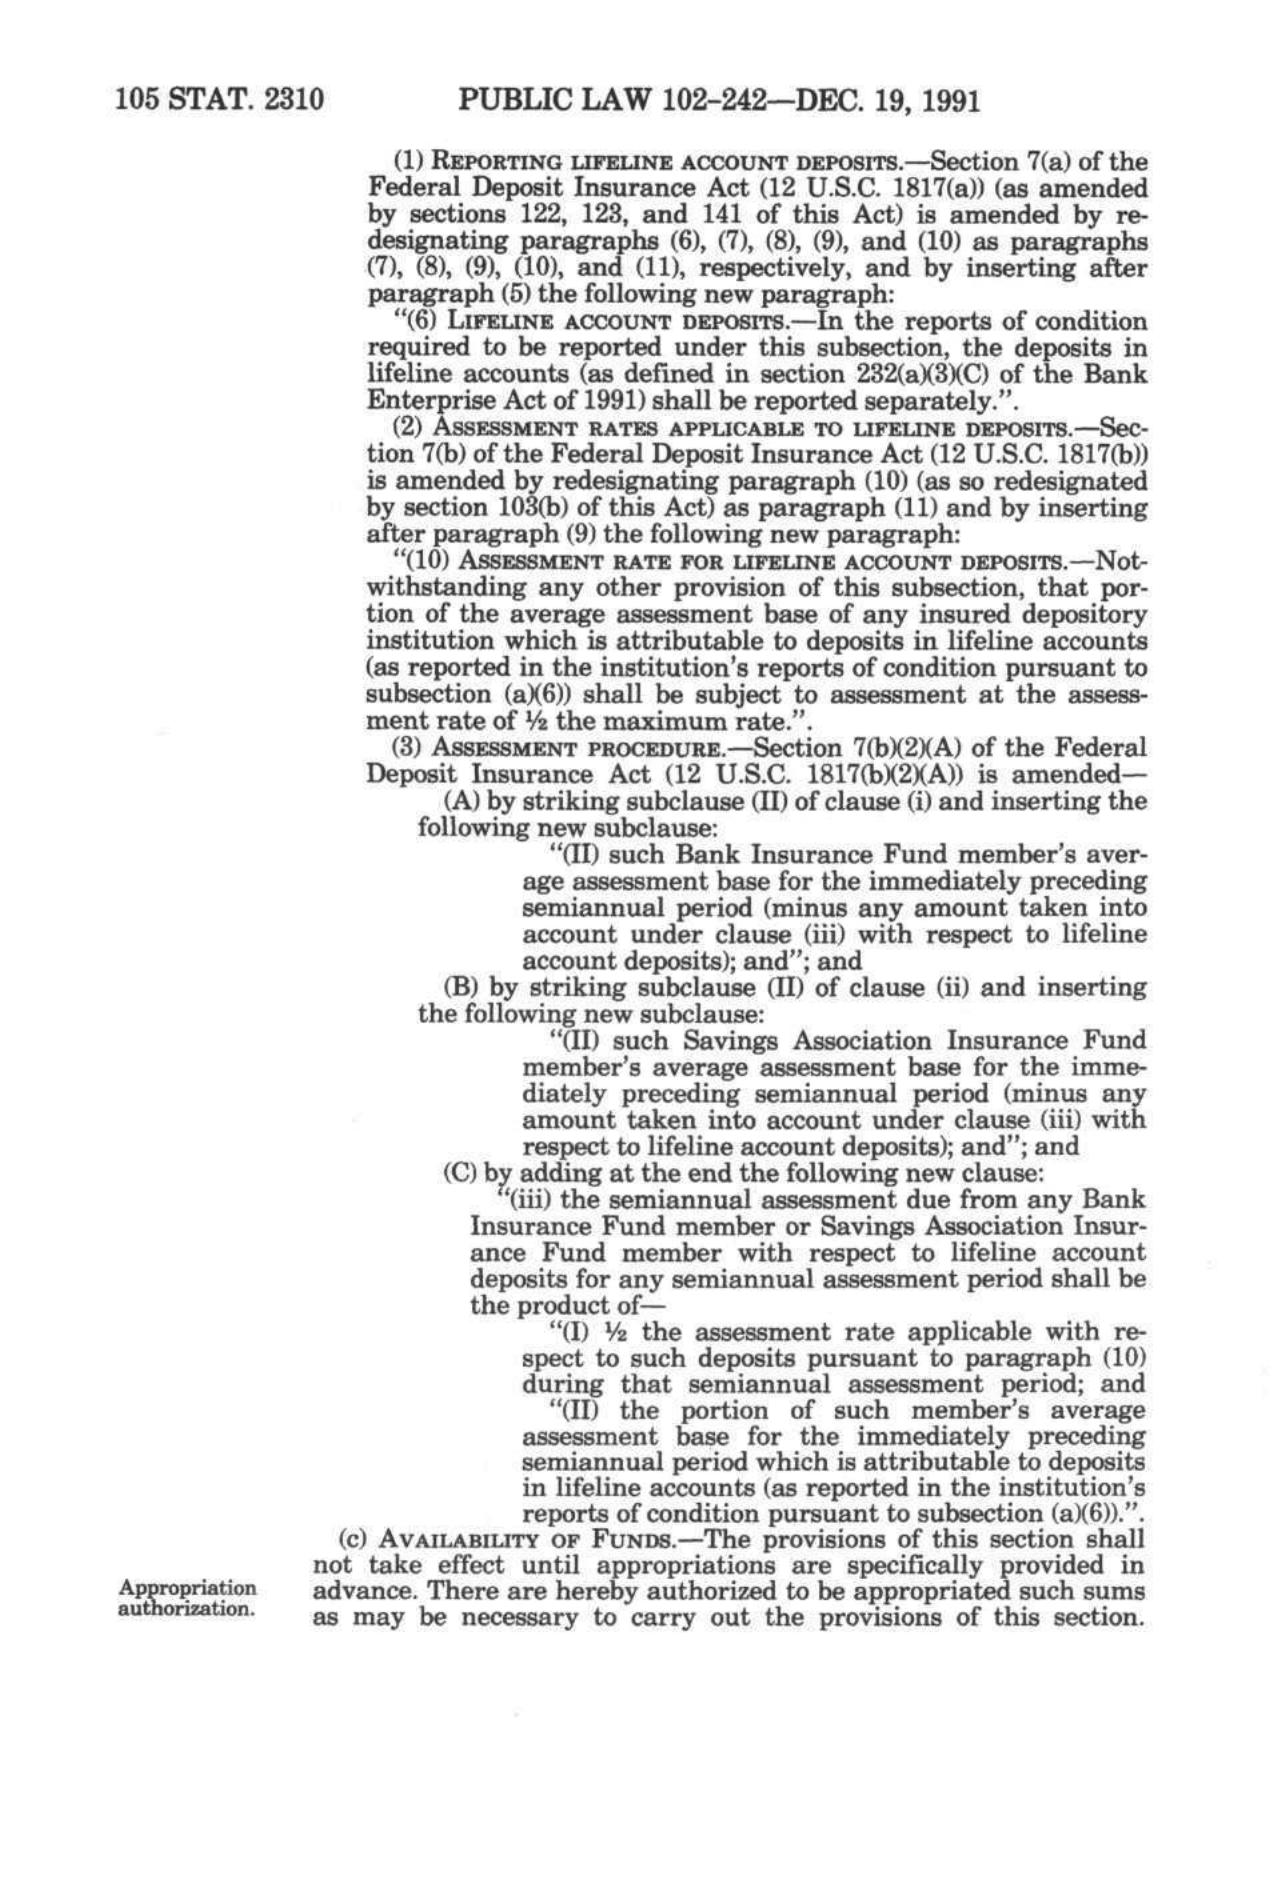 105 STAT. 2310 PUBLIC LAW 102-242—DEC. 19, 1991
(1) REPORTING LIFELINE ACCOUNT DEPOSITS.—Section 7(a) of the
Federal Deposit Insurance Act (12 U.S.C. 1817(a)) (as amended
by sections 122, 123, and 141 of this Act) is amended by re-
designating paragraphs (6), (7), (8), (9), and (10) as paragraphs
(7), (8), (9), (10), and (11), respectively, and by inserting after
paragraph (5) the following new paragraph:
"(6) LIFELINE ACCOUNT DEPOSITS.—In the reports of condition
required to be reported under this subsection, the deposits in
lifeline accounts (as defined in section 232(a)(3)(C) of the Bank
Enterprise Act of 1991) shall be reported separately.".
(2) ASSESSMENT RATES APPLICABLE TO LIFELINE DEPOSITS.—Sec-
tion 7(b) of the Federal Deposit Insurance Act (12 U.S.C. 1817(b))
is amended by redesignating paragraph (10) (as so redesignated
by section 103(b) of this Act) as paragraph (11) and by inserting
after paragraph (9) the following new paragraph:
"(10) ASSESSMENT RATE FOR LIFELINE ACCOUNT DEPOSITS.—Not-
withstanding any other provision of this subsection, that por-
tion of the average assessment base of any insured depository
institution which is attributable to deposits in lifeline accounts
(as reported in the institution's reports of condition pursuant to
subsection (a)(6)) shall be subject to assessment at the assess-
ment rate of ½ the maximum rate.".
(3) ASSESSMENT PROCEDURE.—Section 7(b)(2)(A) of the Federal
Deposit Insurance Act (12 U.S.C. 1817(b)(2)(A)) is amended—
(A) by striking subclause (II) of clause (i) and inserting the
following new subclause:
"(II) such Bank Insurance Fund member's aver-
age assessment base for the immediately preceding
semiannual period (minus any amount taken into
account under clause (iii) with respect to lifeline
account deposits); and"; and
(B) by striking subclause (II) of clause (ii) and inserting
the following new subclause:
"(II) such Savings Association Insurance Fund
member's average assessment base for the imme-
diately preceding semiannual period (minus any
amount taken into account under clause (iii) with
respect to lifeline account deposits); and"; and
(C) by adding at the end the following new clause:
"(iii) the semiannual assessment due from any Bank
Insurance Fund member or Savings Association Insur-
ance Fund member with respect to lifeline account
deposits for any semiannual assessment period shall be
the product of—
"(I) ½ the assessment rate applicable with re-
spect to such deposits pursuant to paragraph (10)
during that semiannual assessment period; and
"(II) the portion of such member's average
assessment base for the immediately preceding
semiannual period which is attributable to deposits
in lifeline accounts (as reported in the institution's
reports of condition pursuant to subsection (a)(6)).".
(c) AVAILABILITY OF FUNDS.—The provisions of this section shall
not take effect until appropriations are specifically provided in
advance. There are hereby authorized to be appropriated such sums
as may be necessary to carry out the provisions of this section.
Appropriation
authorization.